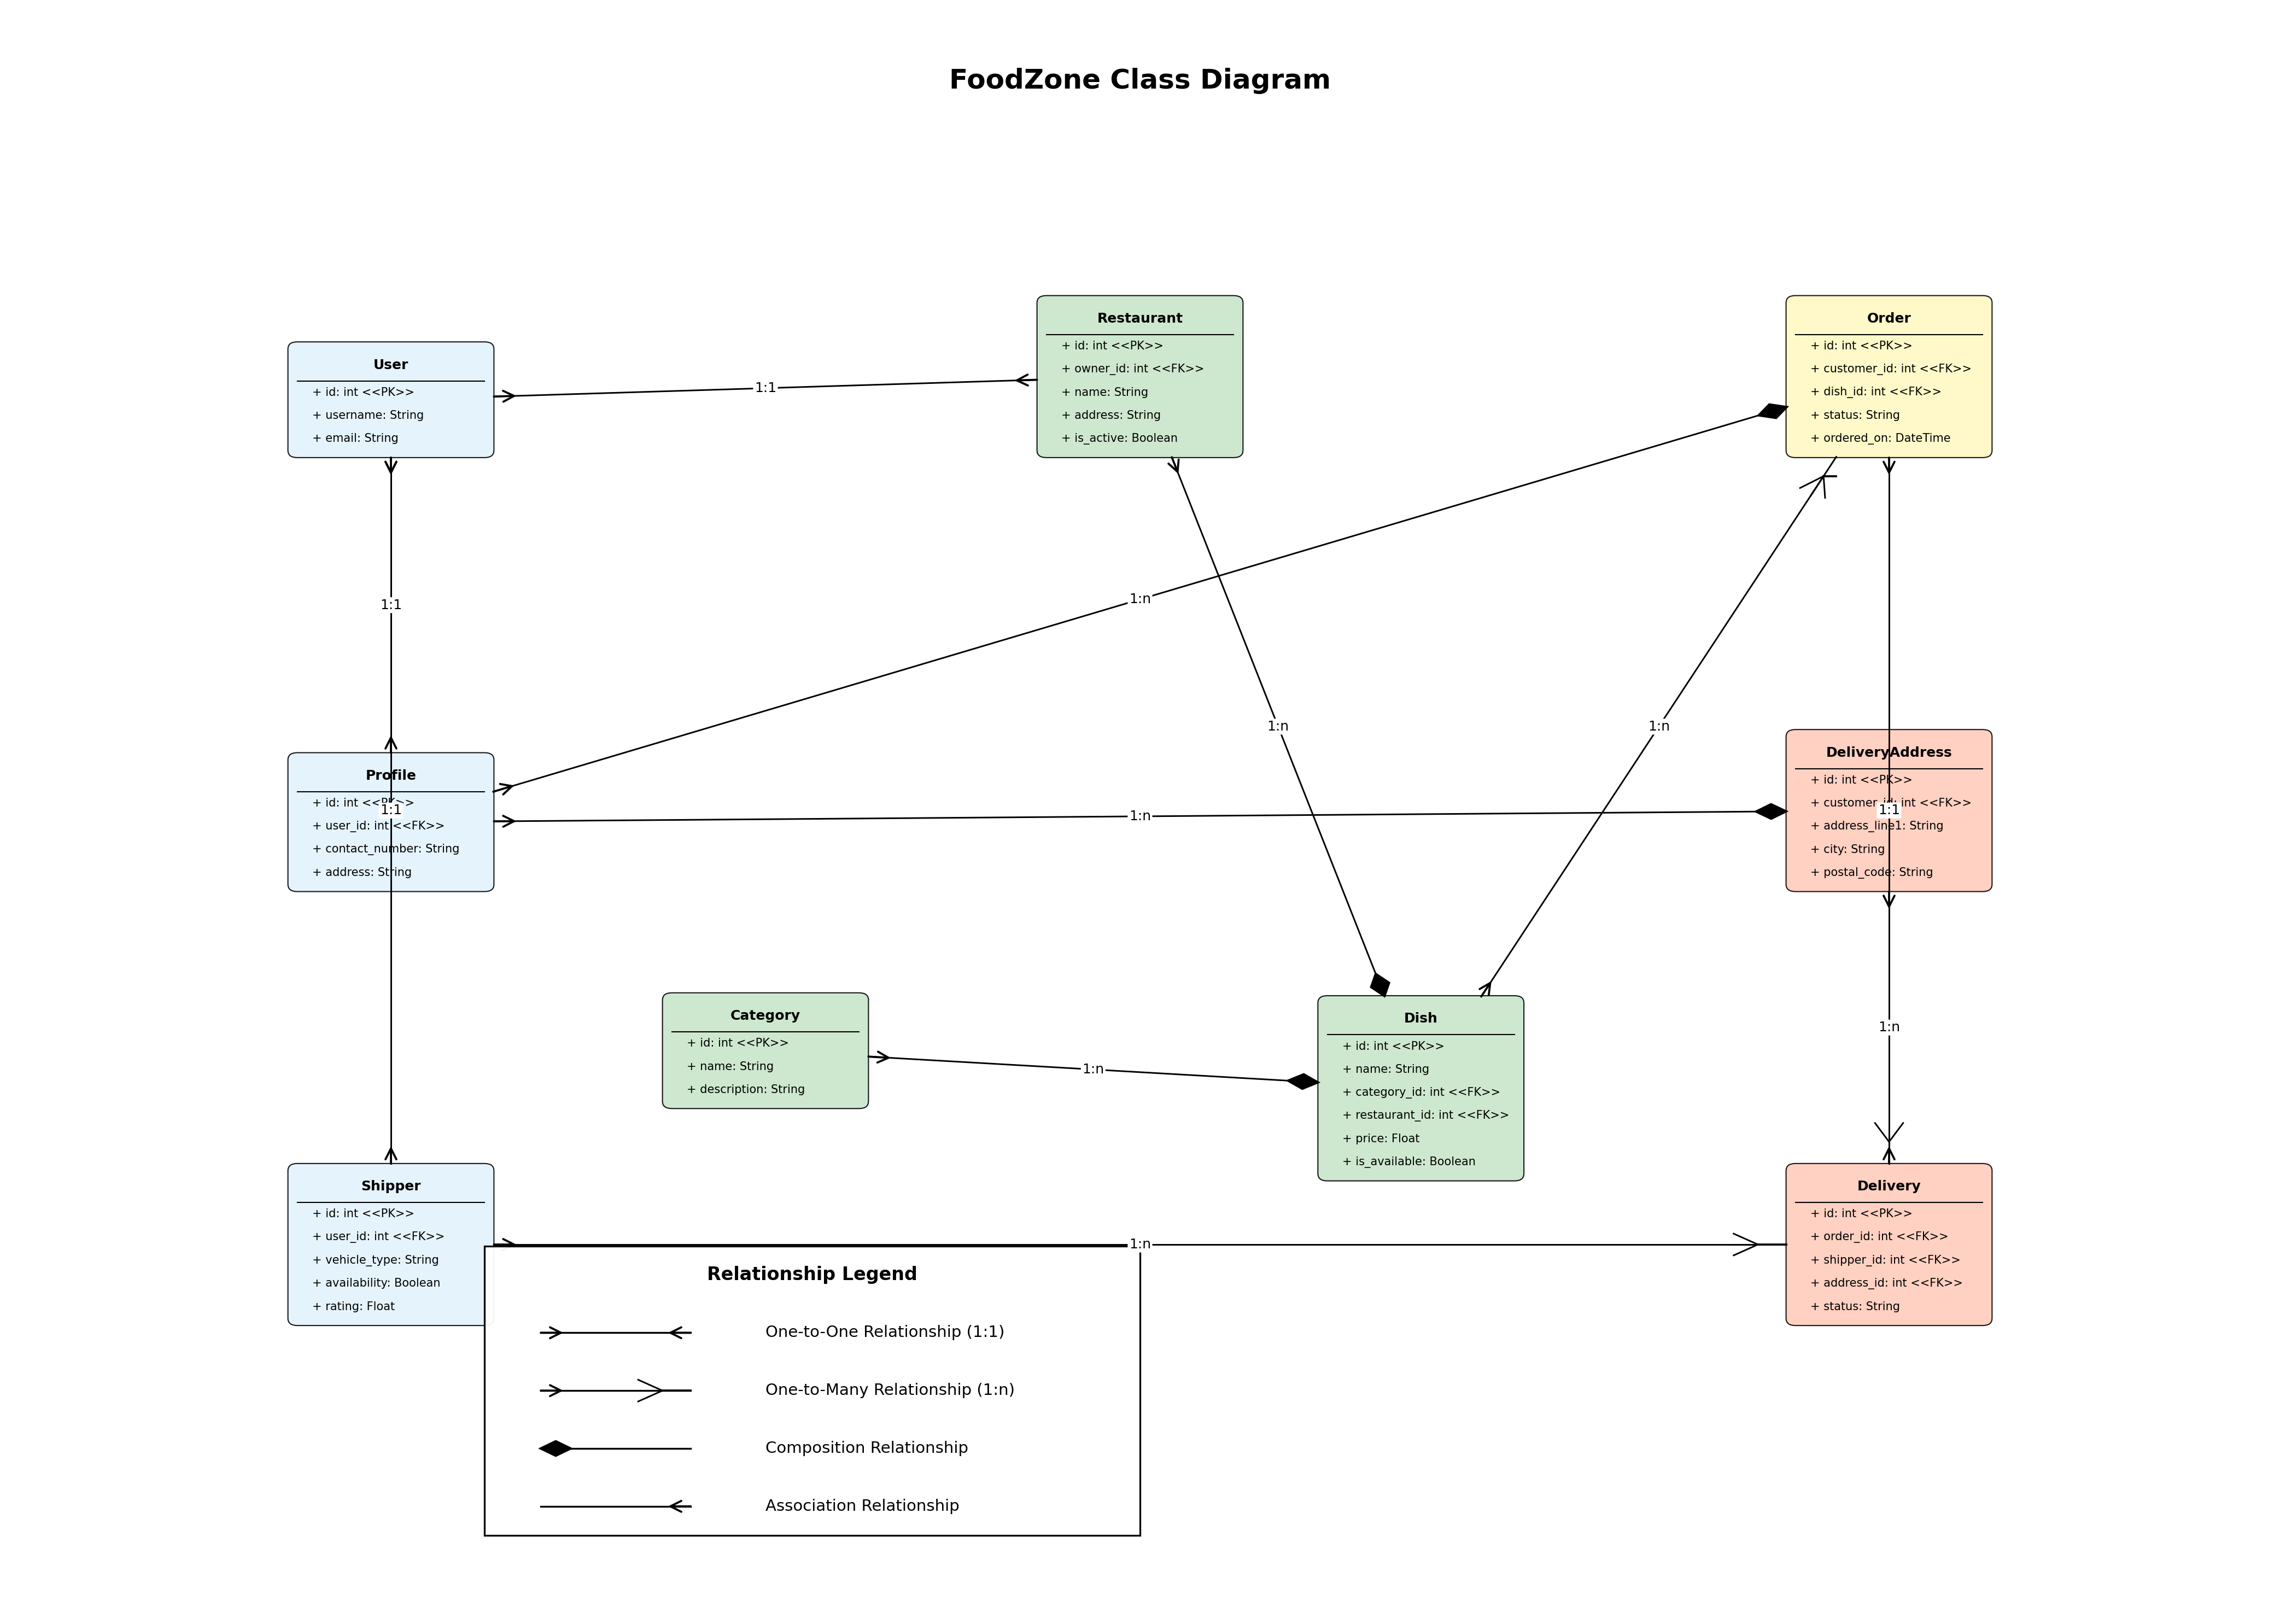 FoodZone Class Diagram
User
+ id: int <<PK>>
+ username: String
+ email: String
Restaurant
+ id: int <<PK>>
+ owner_id: int <<FK>>
+ name: String
+ address: String
+ is_active: Boolean
Order
+ id: int <<PK>>
+ customer_id: int <<FK>>
+ dish_id: int <<FK>>
+ status: String
+ ordered_on: DateTime
1:1
1:1
1:n
1:n
1:n
Profile
+ id: int <<PK>>
+ user_id: int <<FK>>
+ contact_number: String
+ address: String
1:1
1:n
DeliveryAddress
+ id: int <<PK>>
+ customer_id: int <<FK>>
+ address_line1: String
+ city: String
+ postal_code: String
1:1
Category
+ id: int <<PK>>
+ name: String
+ description: String
1:n
Dish
+ id: int <<PK>>
+ name: String
+ category_id: int <<FK>>
+ restaurant_id: int <<FK>>
+ price: Float
+ is_available: Boolean
1:n
Shipper
+ id: int <<PK>>
+ user_id: int <<FK>>
+ vehicle_type: String
+ availability: Boolean
+ rating: Float
1:n
Delivery
+ id: int <<PK>>
+ order_id: int <<FK>>
+ shipper_id: int <<FK>>
+ address_id: int <<FK>>
+ status: String
Relationship Legend
One-to-One Relationship (1:1)
One-to-Many Relationship (1:n)
Composition Relationship
Association Relationship